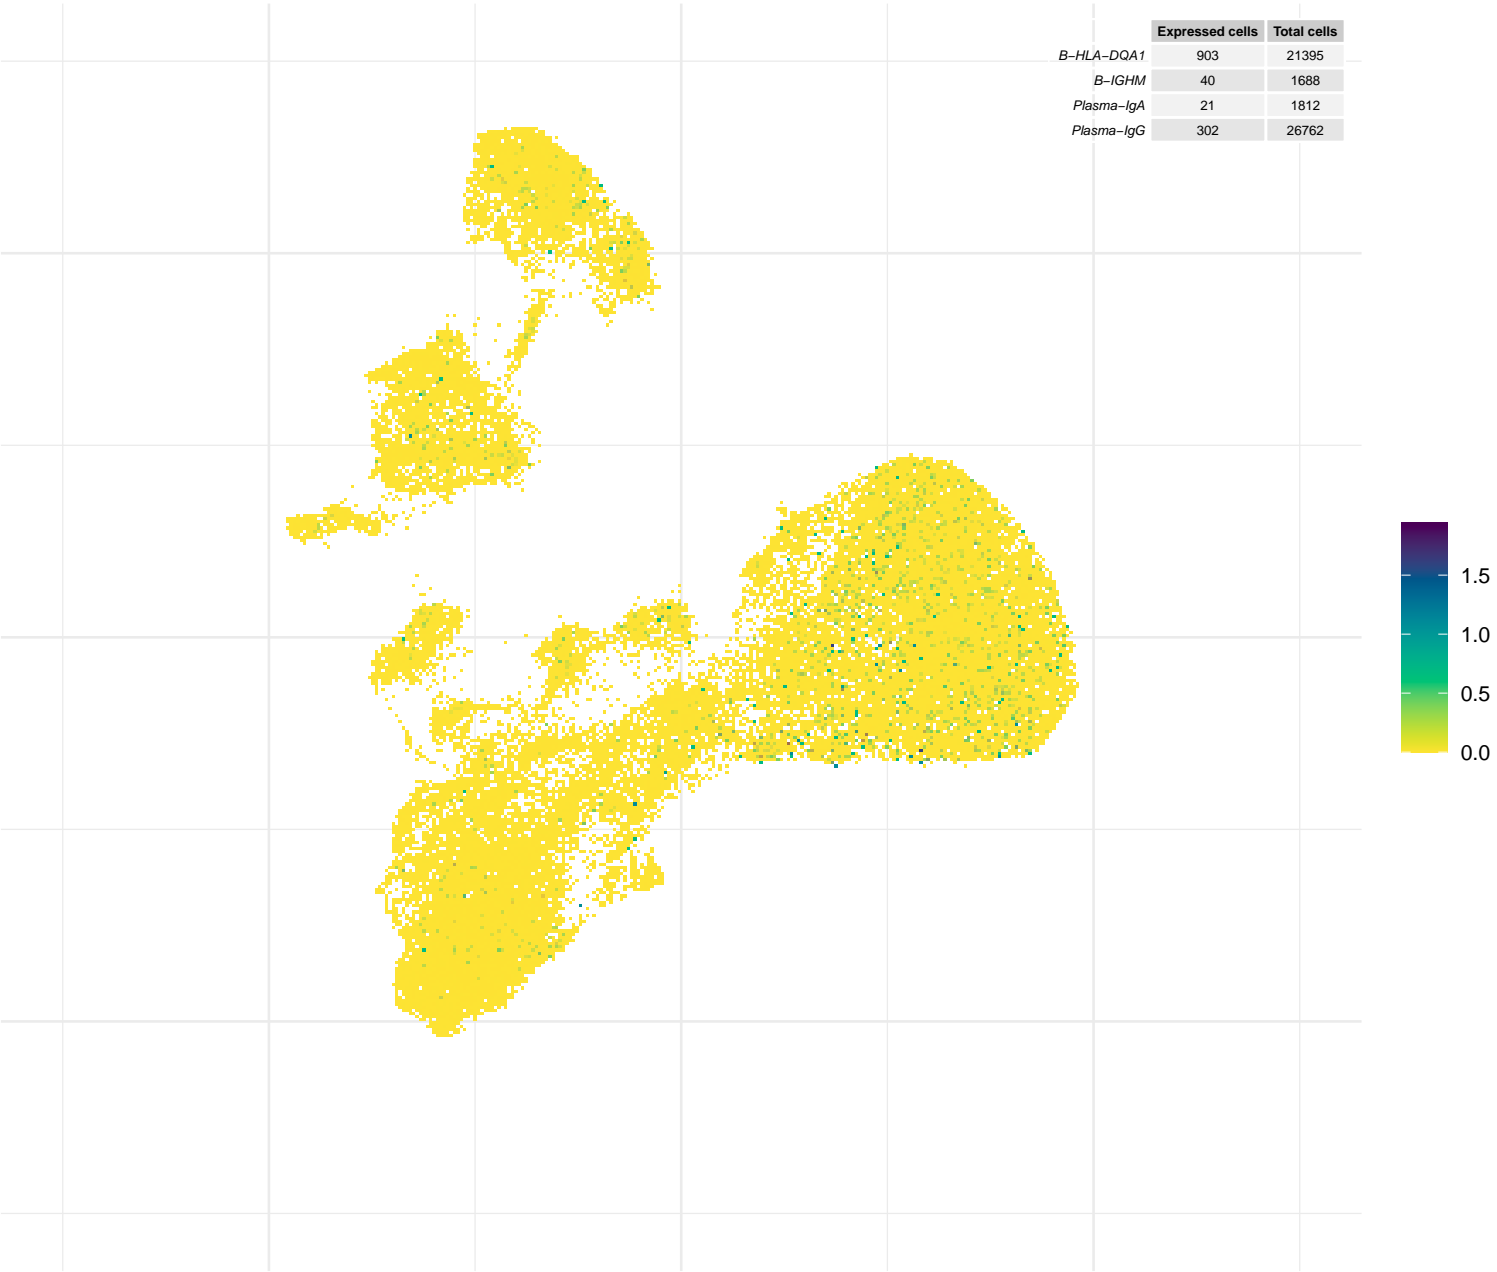 Expressed cells Total cells
B−HLA−DQA1 903 21395
B−IGHM 40 1688
Plasma−IgA 21 1812
Plasma−IgG 302 26762
1.5
1.0
0.5
0.0